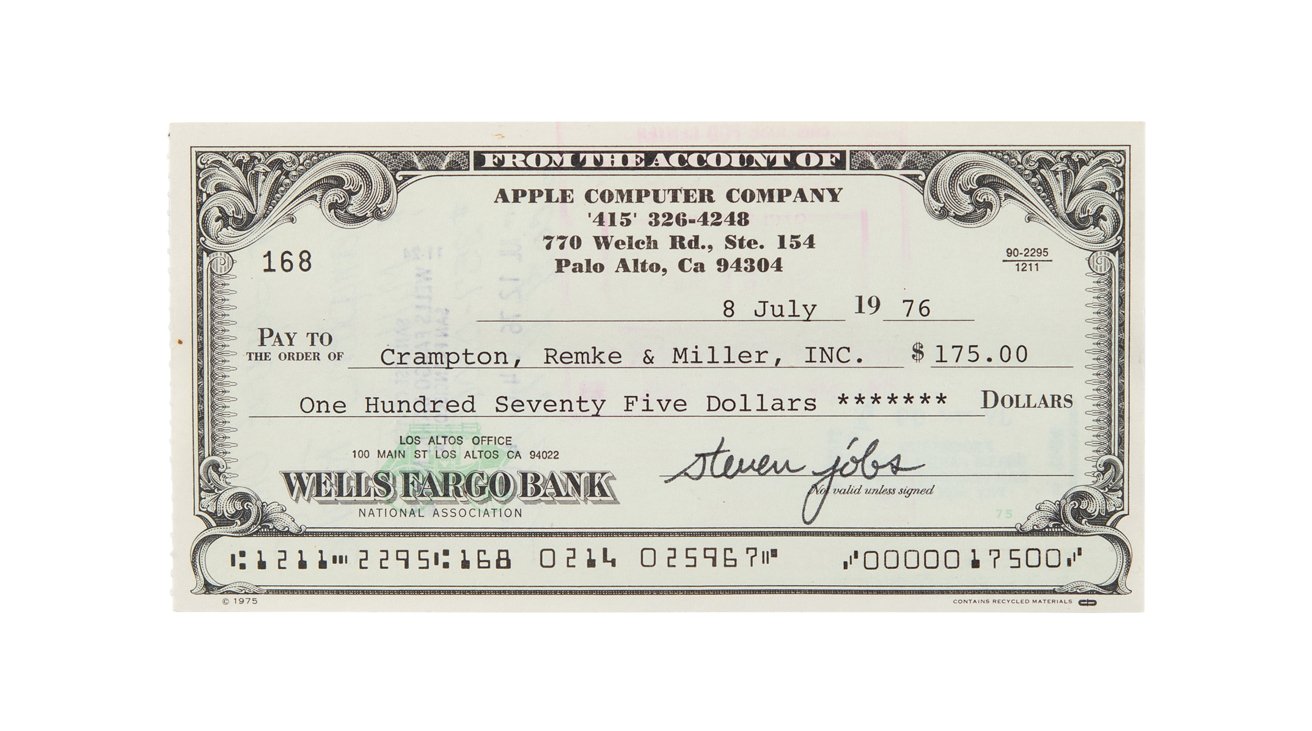 FROM THE ACCOUNT OF
APPLE COMPUTER COMPANY
'415' 326-4248
770 Welch Rd., Ste. 154
Palo Alto, Ca 94304
168
90-2295
1211
8 July 19 76
PAY TO
THE ORDER OF Crampton, Remke & Miller, INC. $ 175.00
One Hundred Seventy Five Dollars ******* DOLLARS
LOS ALTOS OFFICE
100 MAIN ST LOS ALTOS CA 94022
WELLS FARGO BANK
NATIONAL ASSOCIATION
steven jobs
Not valid unless signed
75
⑆1211⑉2295⑆168 0214 025967⑈ ⑇0000017500⑇
© 1975
CONTAINS RECYCLED MATERIALS